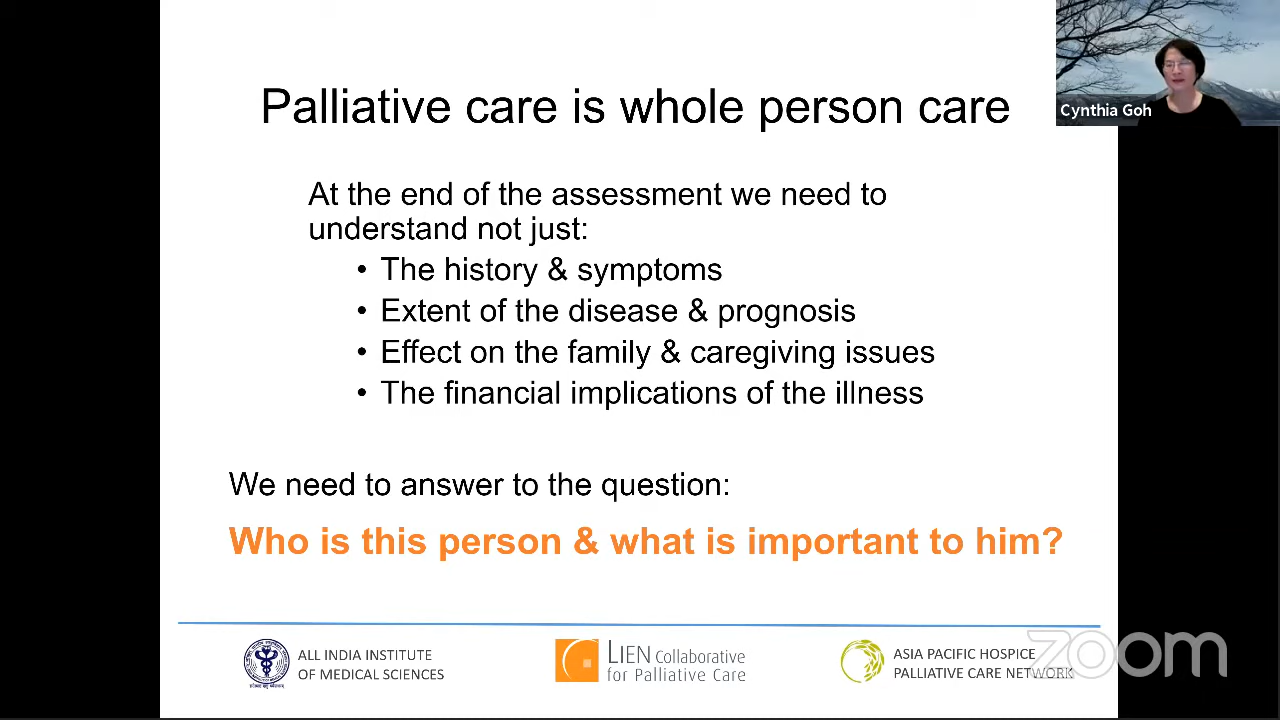 Palliative care is whole person care
Cynthia Goh
At the end of the assessment we need to
understand not just:
• The history & symptoms
• Extent of the disease & prognosis
• Effect on the family & caregiving issues
• The financial implications of the illness
We need to answer to the question:
Who is this person & what is important to him?
ALL INDIA INSTITUTE
OF MEDICAL SCIENCES
LIEN Collaborative
for Palliative Care
ASIA PACIFIC HOSPICE
PALLIATIVE CARE NETWORK
zoom